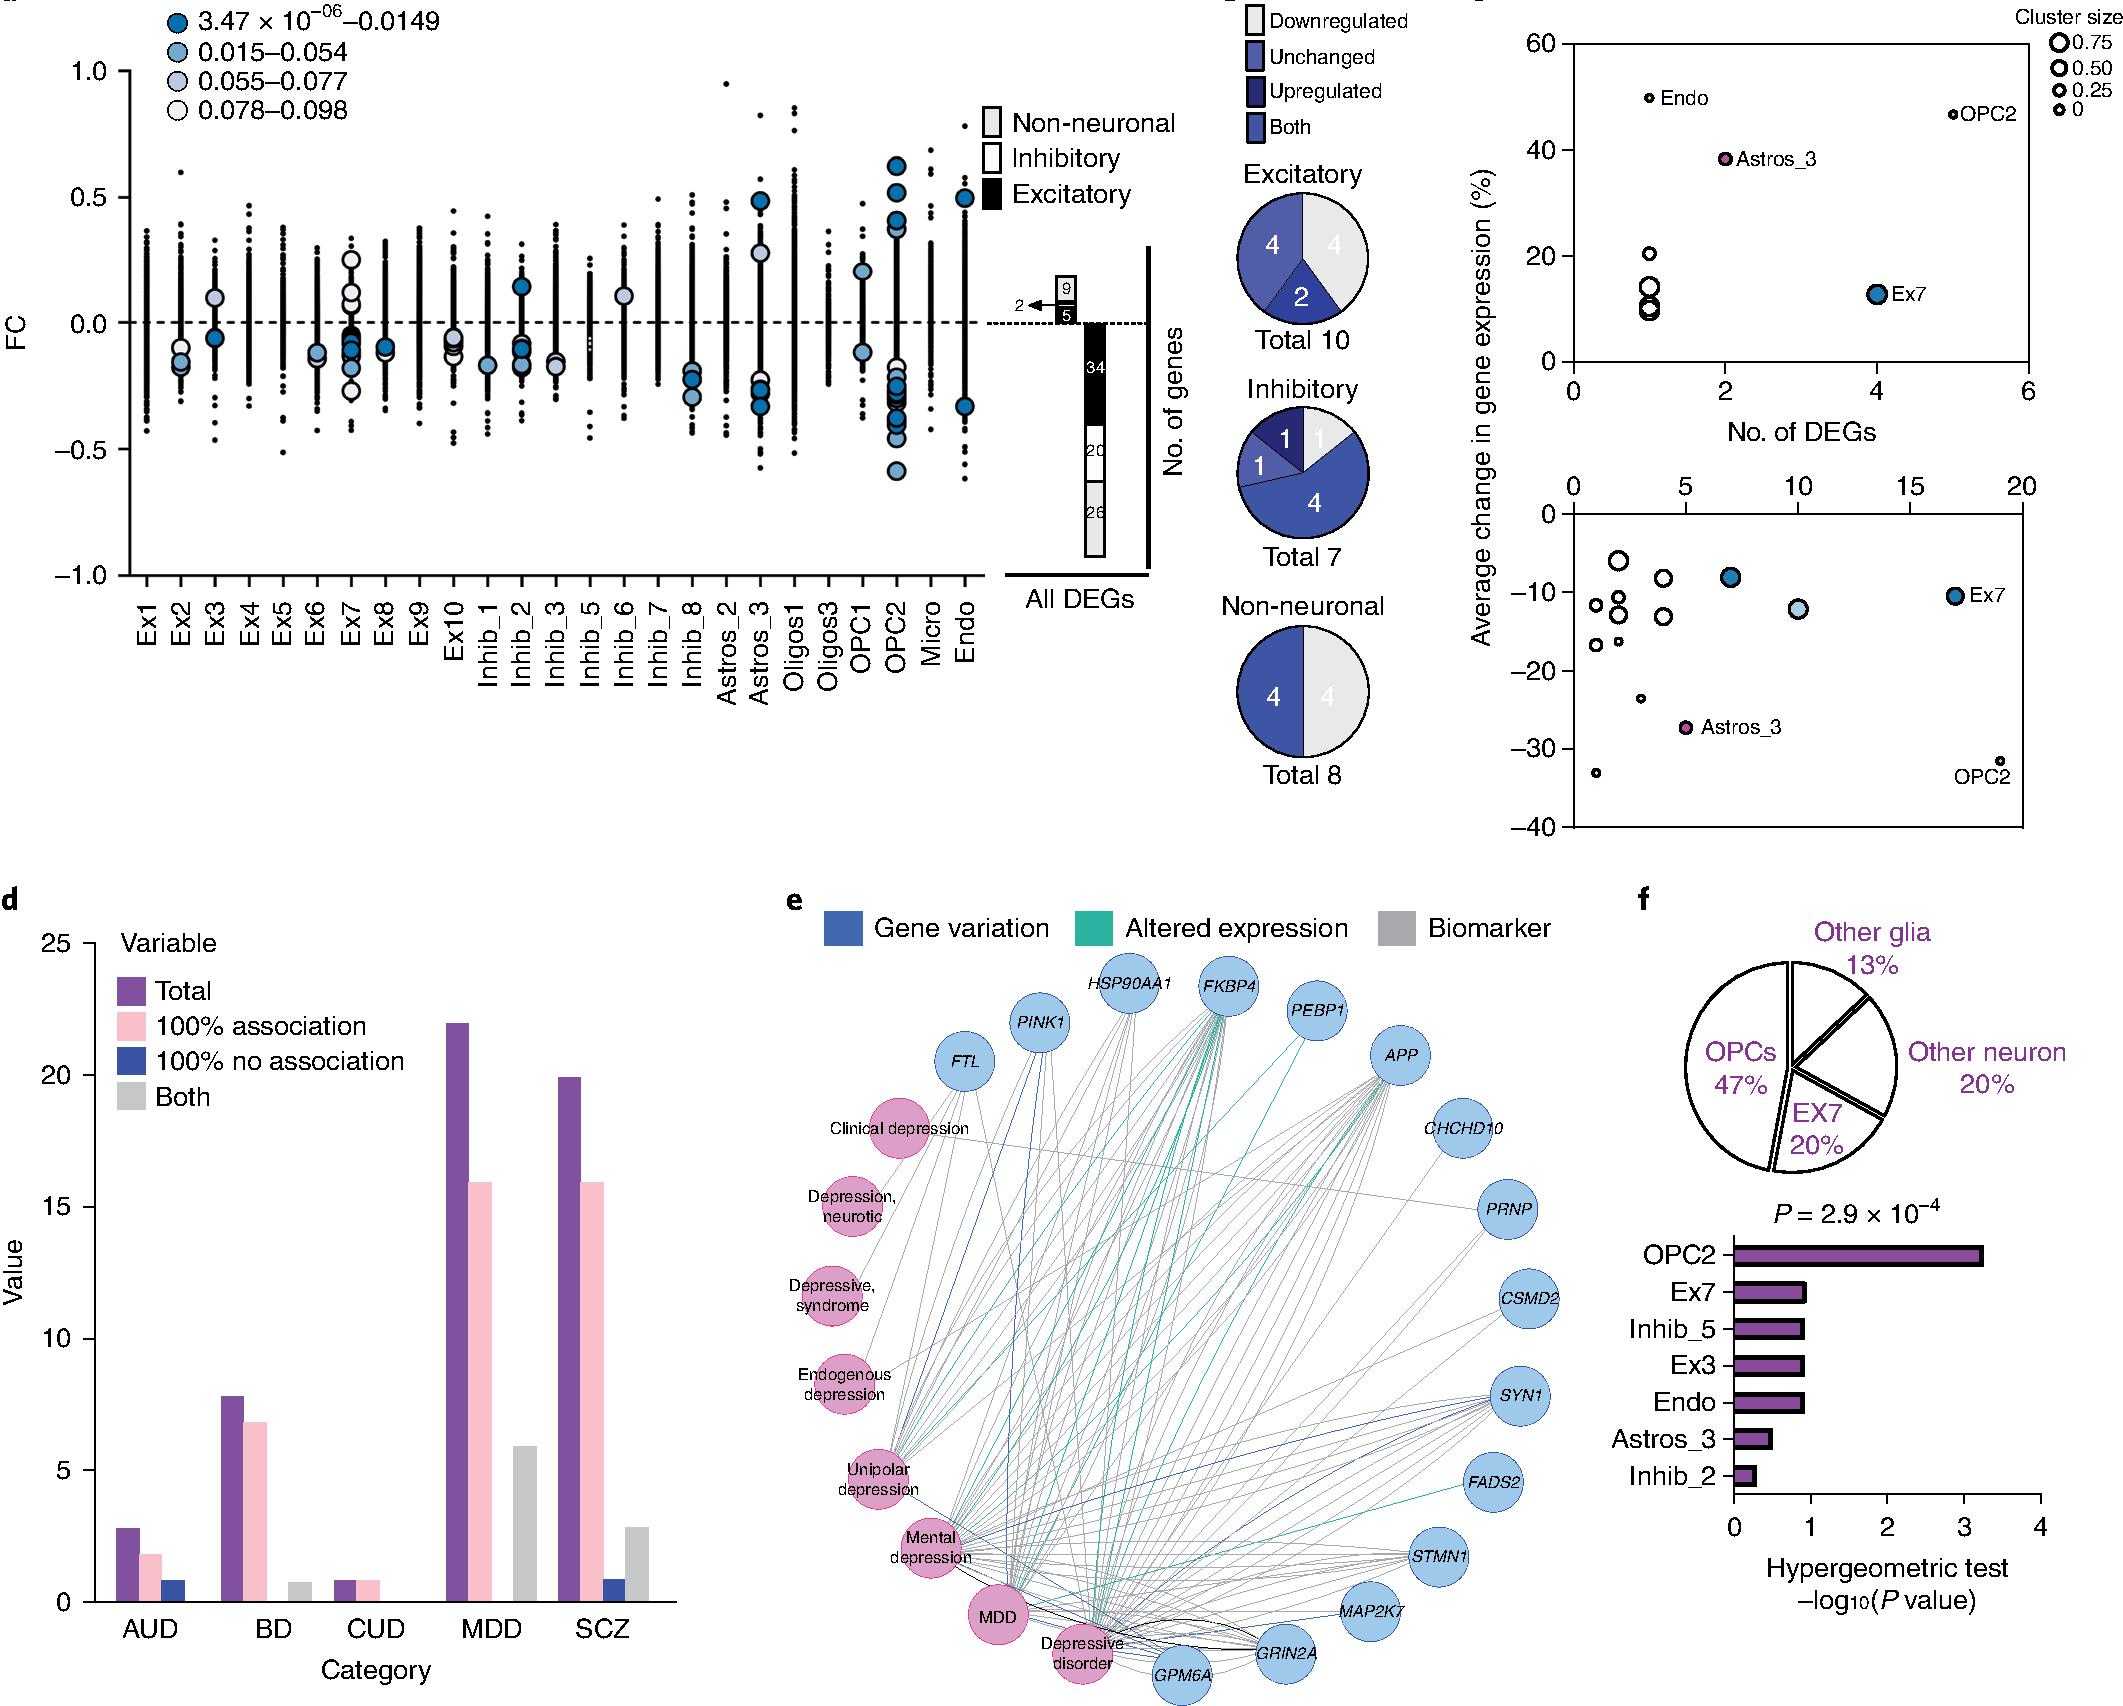 3.47 × 10−06–0.0149
0.015–0.054
0.055–0.077
0.078–0.098
FC
1.0
0.5
0.0
−0.5
−1.0
Ex1
Ex2
Ex3
Ex4
Ex5
Ex6
Ex7
Ex8
Ex9
Ex10
Inhib_1
Inhib_2
Inhib_3
Inhib_5
Inhib_6
Inhib_7
Inhib_8
Astros_2
Astros_3
Oligos1
Oligos3
OPC1
OPC2
Micro
Endo
Non-neuronal
Inhibitory
Excitatory
9
2
5
34
20
26
All DEGs
No. of genes
Downregulated
Unchanged
Upregulated
Both
Excitatory
4
4
2
Total 10
Inhibitory
1
1
1
4
Total 7
Non-neuronal
4
4
Total 8
Cluster size
0.75
0.50
0.25
0
Average change in gene expression (%)
60
40
20
0
Endo
OPC2
Astros_3
Ex7
0
2
4
6
No. of DEGs
0
5
10
15
20
0
−10
−20
−30
−40
Ex7
Astros_3
OPC2
d
Variable
Total
100% association
100% no association
Both
Value
25
20
15
10
5
0
AUD
BD
CUD
MDD
SCZ
Category
e
Gene variation
Altered expression
Biomarker
HSP90AA1
FKBP4
PEBP1
PINK1
APP
FTL
CHCHD10
Clinical depression
PRNP
Depression,
neurotic
CSMD2
Depressive,
syndrome
Endogenous
depression
SYN1
Unipolar
depression
FADS2
Mental
depression
STMN1
MDD
MAP2K7
Depressive
disorder
GRIN2A
GPM6A
f
Other glia
13%
OPCs
47%
Other neuron
20%
EX7
20%
P = 2.9 × 10−4
OPC2
Ex7
Inhib_5
Ex3
Endo
Astros_3
Inhib_2
0
1
2
3
4
Hypergeometric test
−log10(P value)